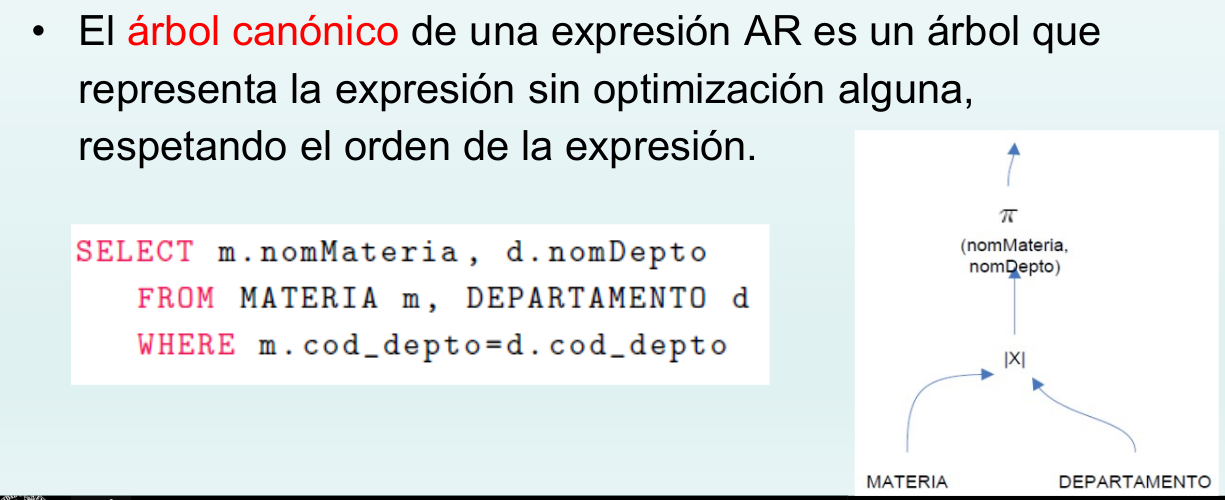 • El árbol canónico de una expresión AR es un árbol que
representa la expresión sin optimización alguna,
respetando el orden de la expresión.
SELECT m.nomMateria, d.nomDepto
FROM MATERIA m, DEPARTAMENTO d
WHERE m.cod_depto=d.cod_depto
π
(nomMateria,
nomDepto)
|X|
MATERIA
DEPARTAMENTO